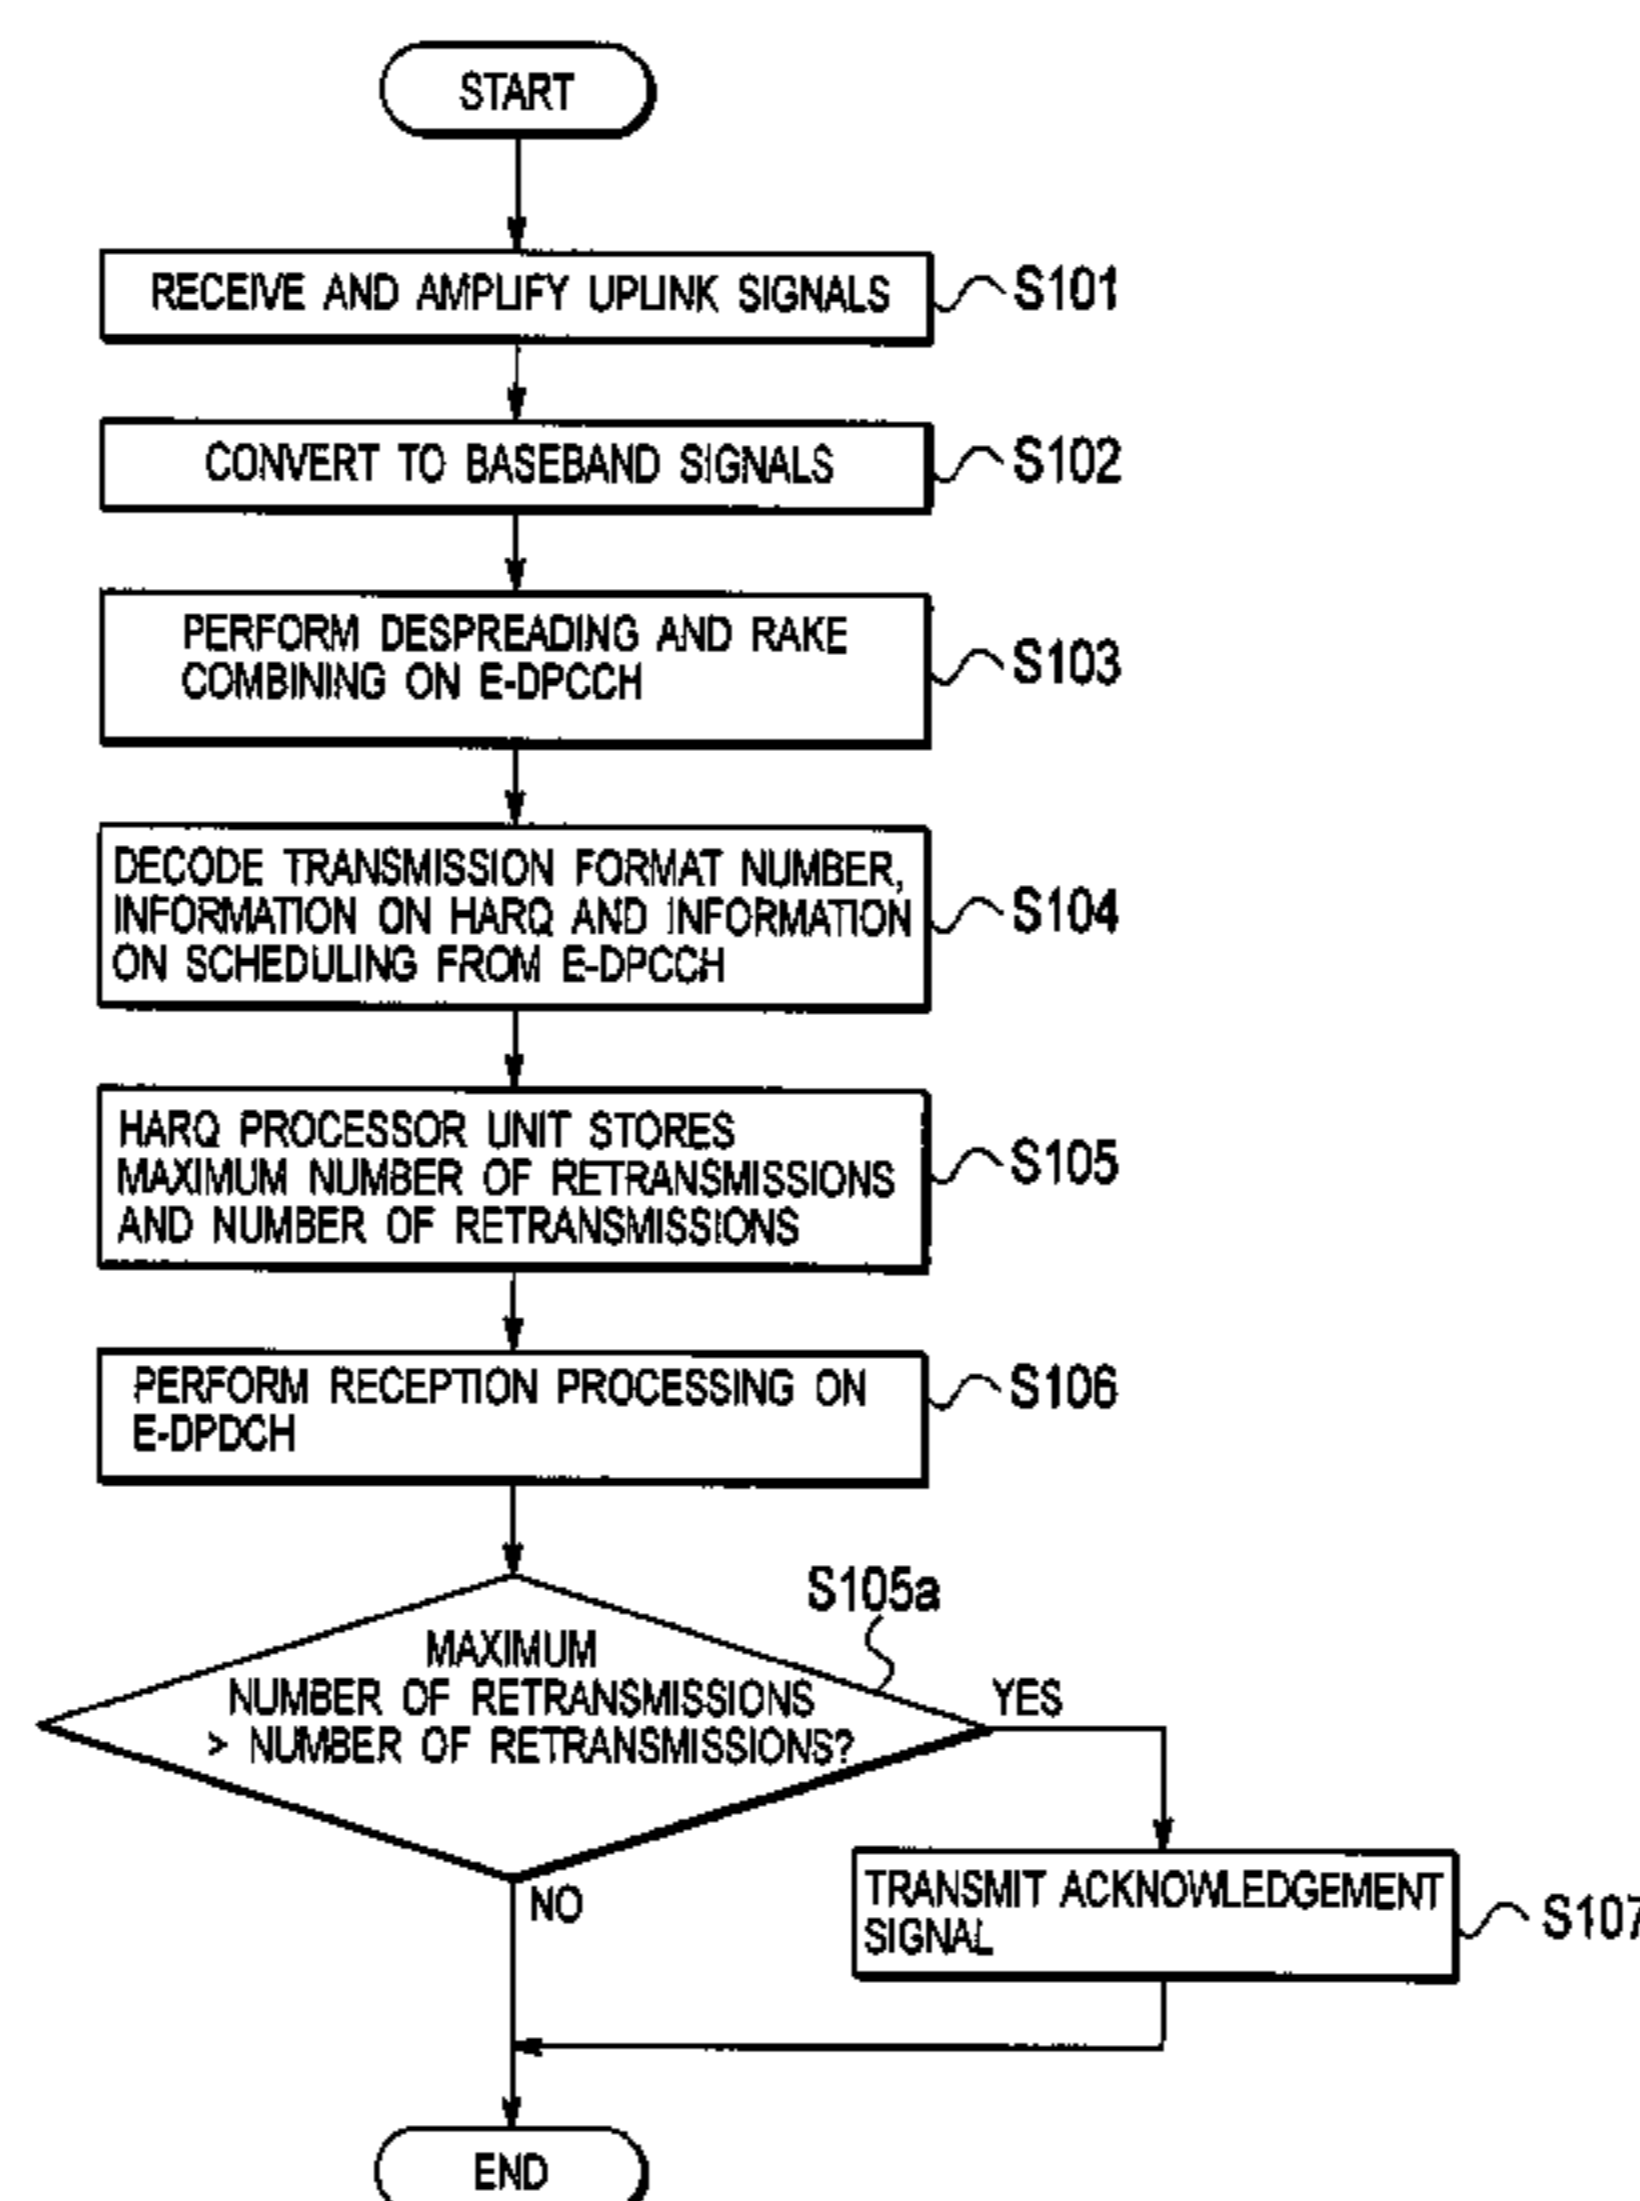 START
RECEIVE AND AMPLIFY UPLINK SIGNALS
S101
CONVERT TO BASEBAND SIGNALS
S102
PERFORM DESPREADING AND RAKE
COMBINING ON E-DPCCH
S103
DECODE TRANSMISSION FORMAT NUMBER,
INFORMATION ON HARQ AND INFORMATION
ON SCHEDULING FROM E-DPCCH
S104
HARQ PROCESSOR UNIT STORES
MAXIMUM NUMBER OF RETRANSMISSIONS
AND NUMBER OF RETRANSMISSIONS
S105
PERFORM RECEPTION PROCESSING ON
E-DPDCH
S106
S105a
MAXIMUM
NUMBER OF RETRANSMISSIONS
> NUMBER OF RETRANSMISSIONS?
YES
NO
TRANSMIT ACKNOWLEDGEMENT
SIGNAL
S107
END